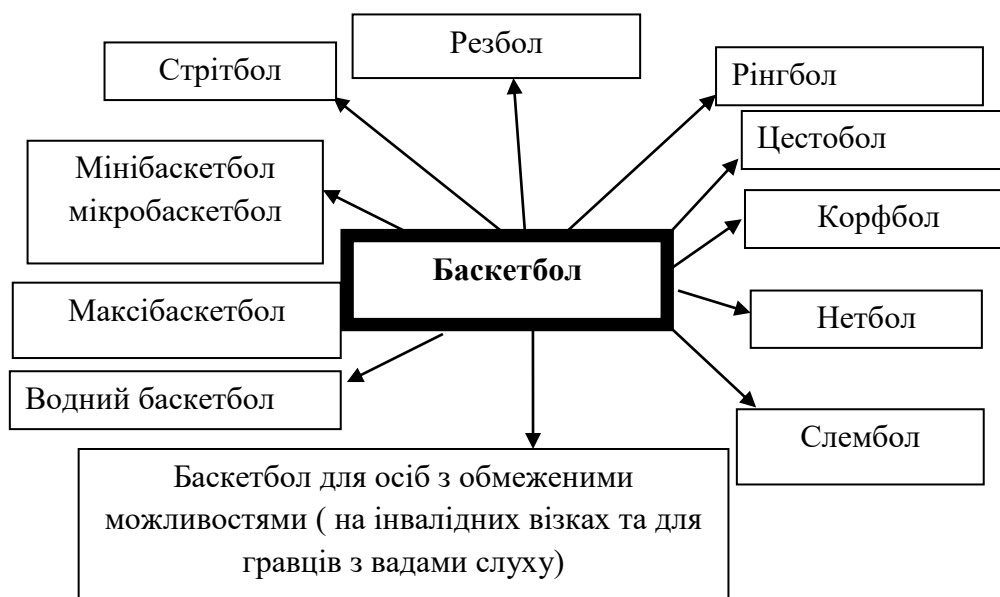 Резбол
Стрітбол
Рінгбол
Цестобол
Мінібаскетбол
мікробаскетбол
Корфбол
Баскетбол
Максібаскетбол
Нетбол
Водний баскетбол
Слембол
Баскетбол для осіб з обмеженими
можливостями ( на інвалідних візках та для
гравців з вадами слуху)